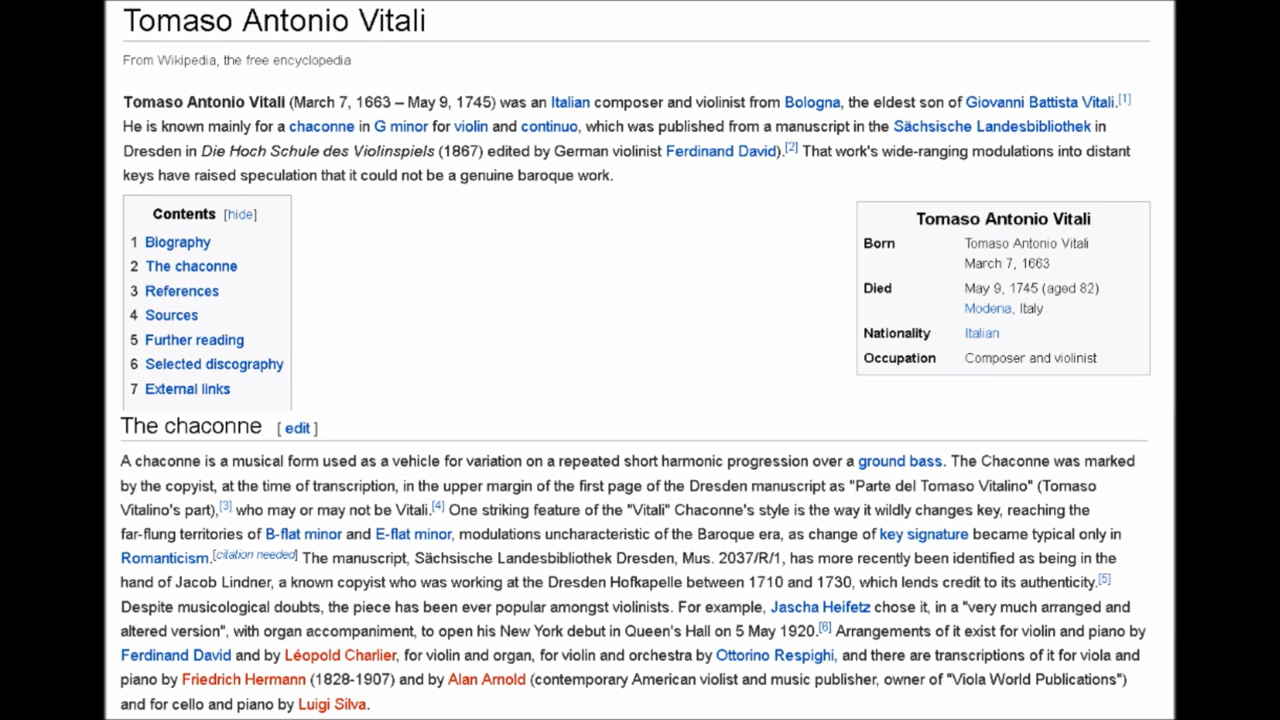 Tomaso Antonio Vitali
From Wikipedia, the free encyclopedia
Tomaso Antonio Vitali (March 7, 1663 – May 9, 1745) was an Italian composer and violinist from Bologna, the eldest son of Giovanni Battista Vitali.[1]
He is known mainly for a chaconne in G minor for violin and continuo, which was published from a manuscript in the Sächsische Landesbibliothek in
Dresden in Die Hoch Schule des Violinspiels (1867) edited by German violinist Ferdinand David).[2] That work's wide-ranging modulations into distant
keys have raised speculation that it could not be a genuine baroque work.
Contents [hide]
1 Biography
2 The chaconne
3 References
4 Sources
5 Further reading
6 Selected discography
7 External links
Tomaso Antonio Vitali
Born Tomaso Antonio Vitali
March 7, 1663
Died May 9, 1745 (aged 82)
Modena, Italy
Nationality Italian
Occupation Composer and violinist
The chaconne [ edit ]
A chaconne is a musical form used as a vehicle for variation on a repeated short harmonic progression over a ground bass. The Chaconne was marked
by the copyist, at the time of transcription, in the upper margin of the first page of the Dresden manuscript as "Parte del Tomaso Vitalino" (Tomaso
Vitalino's part),[3] who may or may not be Vitali.[4] One striking feature of the "Vitali" Chaconne's style is the way it wildly changes key, reaching the
far-flung territories of B-flat minor and E-flat minor, modulations uncharacteristic of the Baroque era, as change of key signature became typical only in
Romanticism.[citation needed] The manuscript, Sächsische Landesbibliothek Dresden, Mus. 2037/R/1, has more recently been identified as being in the
hand of Jacob Lindner, a known copyist who was working at the Dresden Hofkapelle between 1710 and 1730, which lends credit to its authenticity.[5]
Despite musicological doubts, the piece has been ever popular amongst violinists. For example, Jascha Heifetz chose it, in a "very much arranged and
altered version", with organ accompaniment, to open his New York debut in Queen's Hall on 5 May 1920.[6] Arrangements of it exist for violin and piano by
Ferdinand David and by Léopold Charlier, for violin and organ, for violin and orchestra by Ottorino Respighi, and there are transcriptions of it for viola and
piano by Friedrich Hermann (1828-1907) and by Alan Arnold (contemporary American violist and music publisher, owner of "Viola World Publications")
and for cello and piano by Luigi Silva.